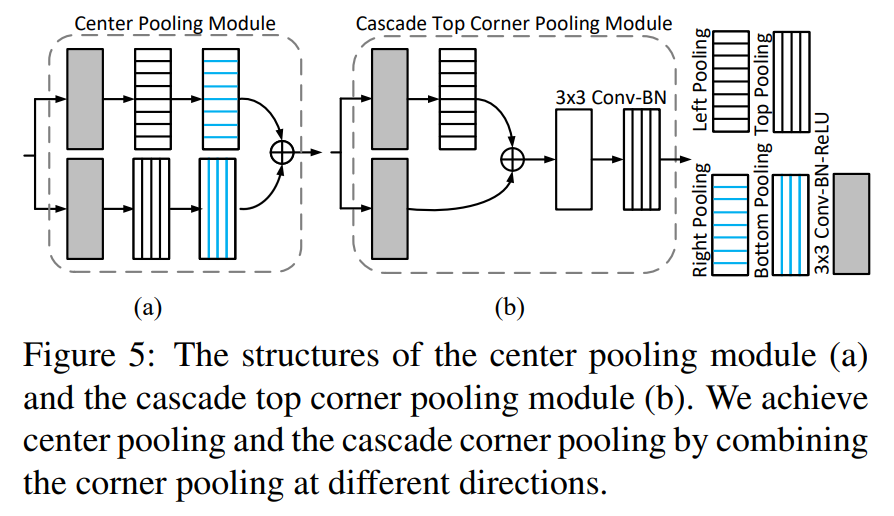 Center Pooling Module
Cascade Top Corner Pooling Module
3x3 Conv-BN
Left Pooling
Top Pooling
Right Pooling
Bottom Pooling
3x3 Conv-BN-ReLU
(a)
(b)
Figure 5: The structures of the center pooling module (a)
and the cascade top corner pooling module (b). We achieve
center pooling and the cascade corner pooling by combining
the corner pooling at different directions.